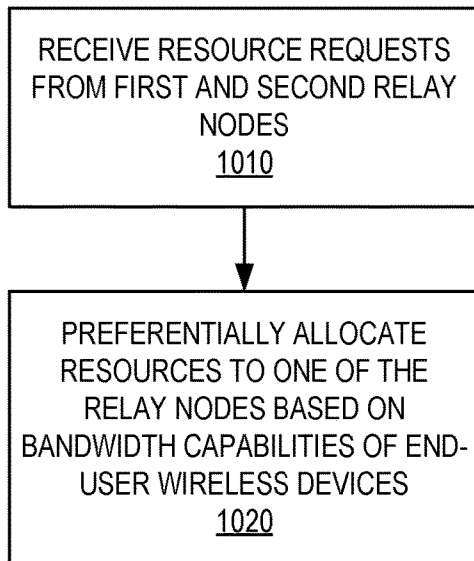 RECEIVE RESOURCE REQUESTS
FROM FIRST AND SECOND RELAY
NODES
1010
PREFERENTIALLY ALLOCATE
RESOURCES TO ONE OF THE
RELAY NODES BASED ON
BANDWIDTH CAPABILITIES OF END-
USER WIRELESS DEVICES
1020